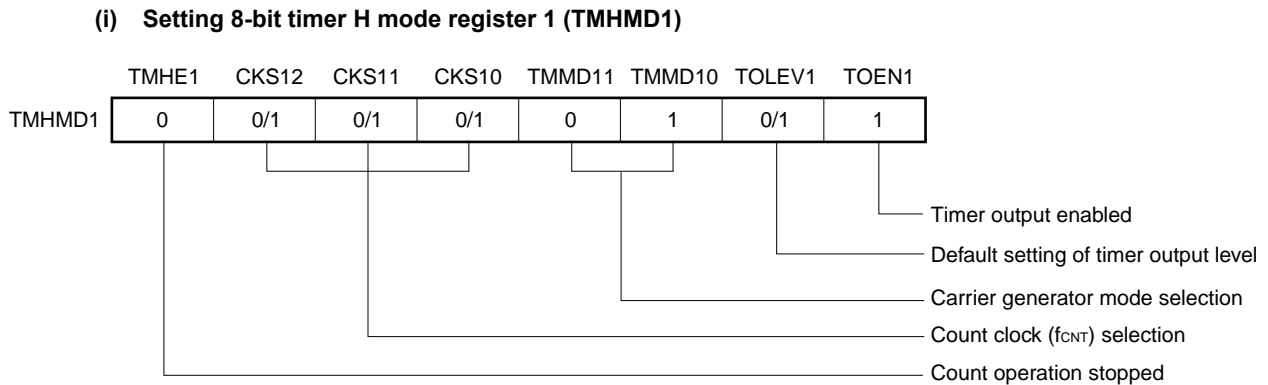 (i) Setting 8-bit timer H mode register 1 (TMHMD1)
TMHE1 CKS12 CKS11 CKS10 TMMD11 TMMD10 TOLEV1 TOEN1
TMHMD1 0 0/1 0/1 0/1 0 1 0/1 1
Timer output enabled
Default setting of timer output level
Carrier generator mode selection
Count clock (fCNT) selection
Count operation stopped